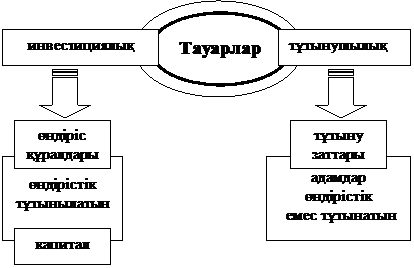 инвестициялық
Тауарлар
тұтынушылық
өндіріс
құралдары
өндірістік
тұтынылатын
капитал
тұтыну
заттары
адамдар
өндірістік
емес тұтынатын